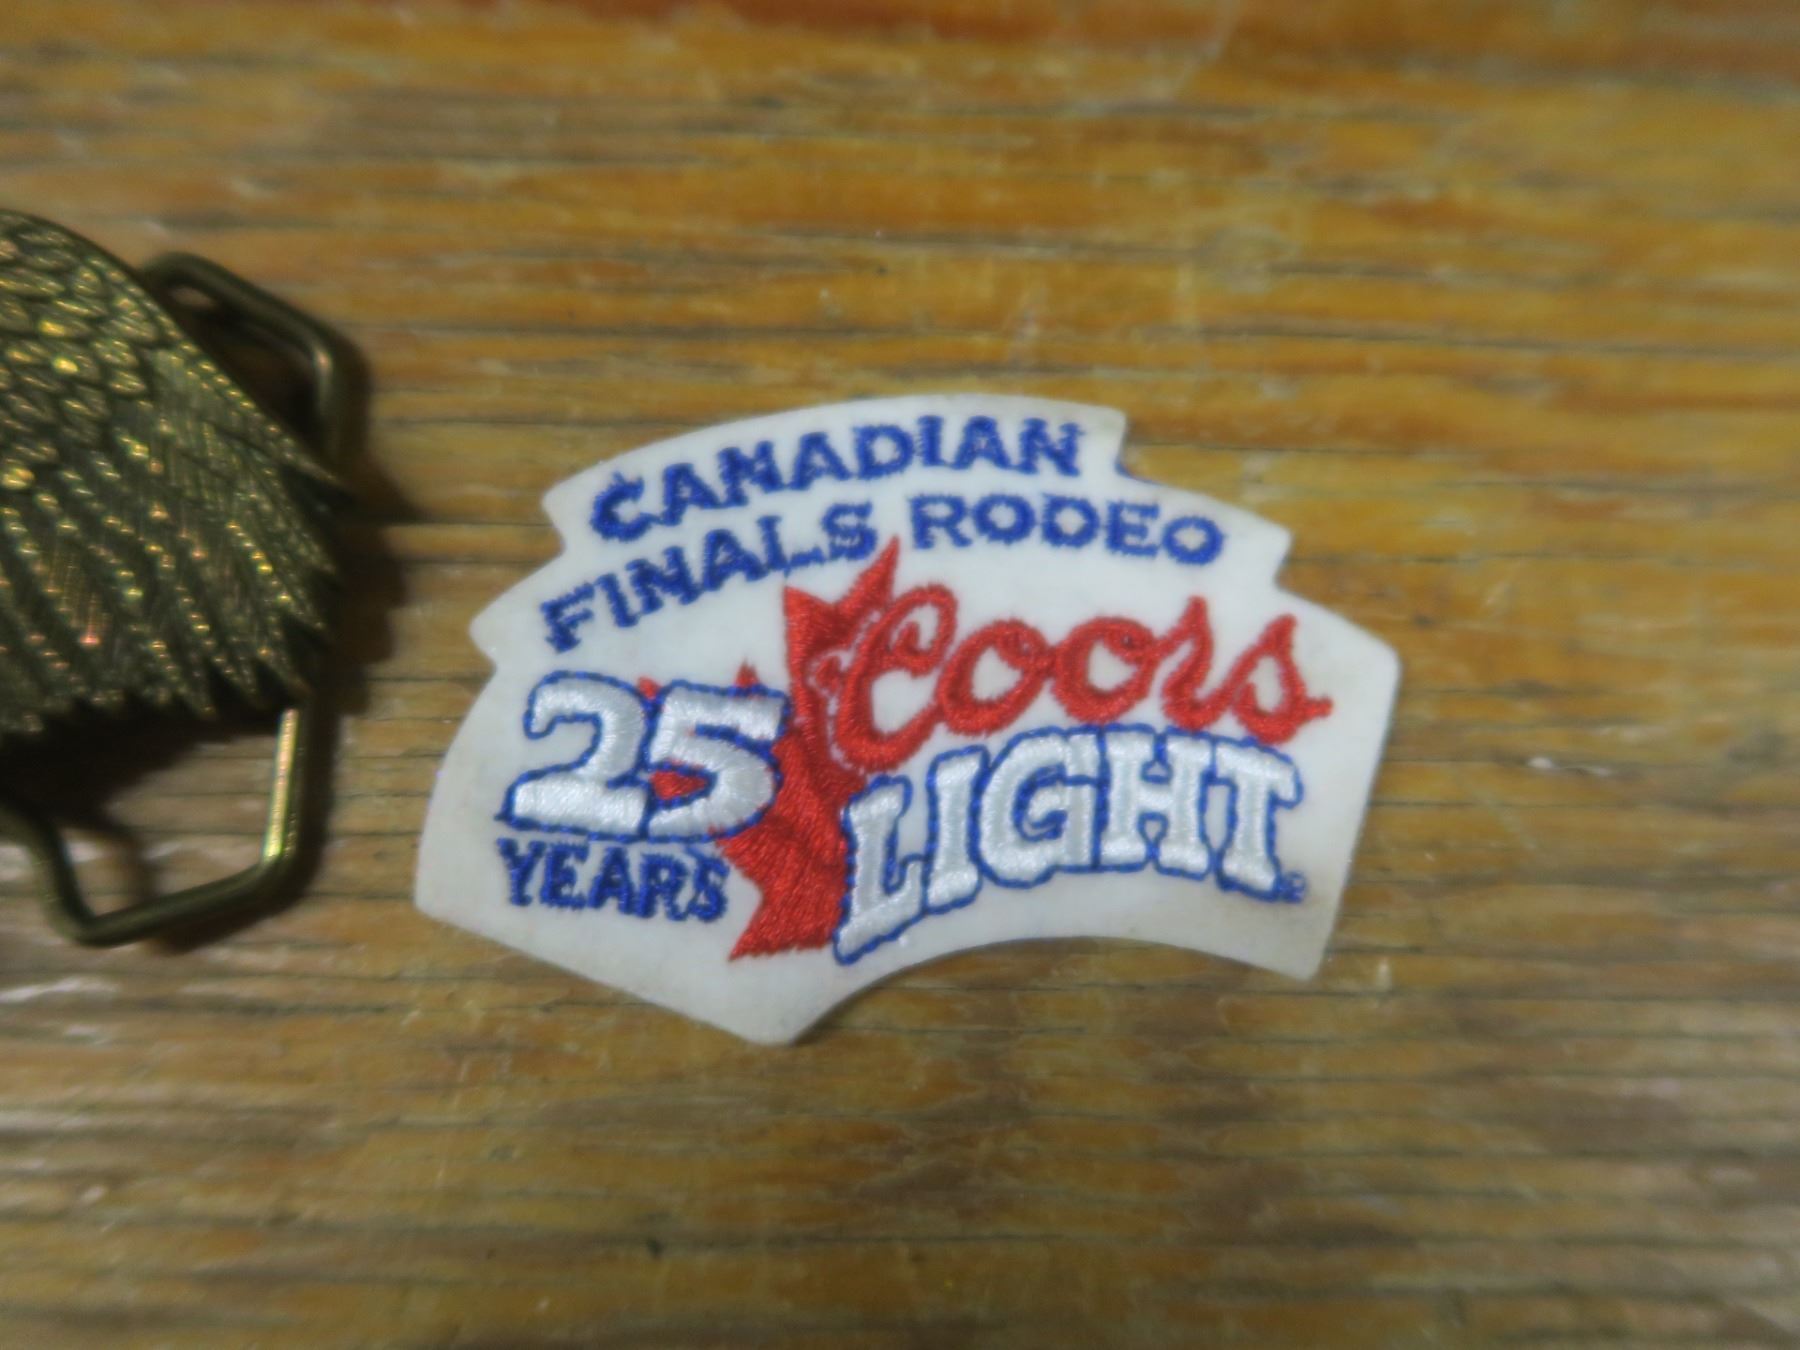 CANADIAN
FINALS RODEO
25
YEARS
Coors
LIGHT®